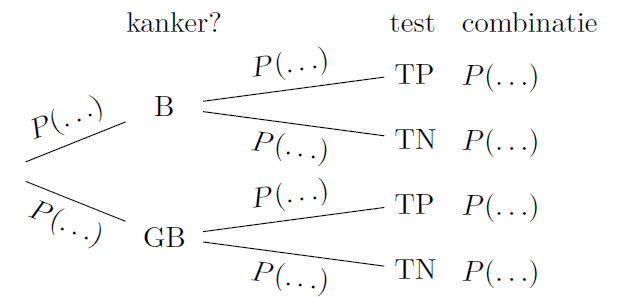 kanker? test combinatie
P(...) TP P(...)
P(...) B
P(...) TN P(...)
P(...) TP P(...)
P(...) GB
P(...) TN P(...)